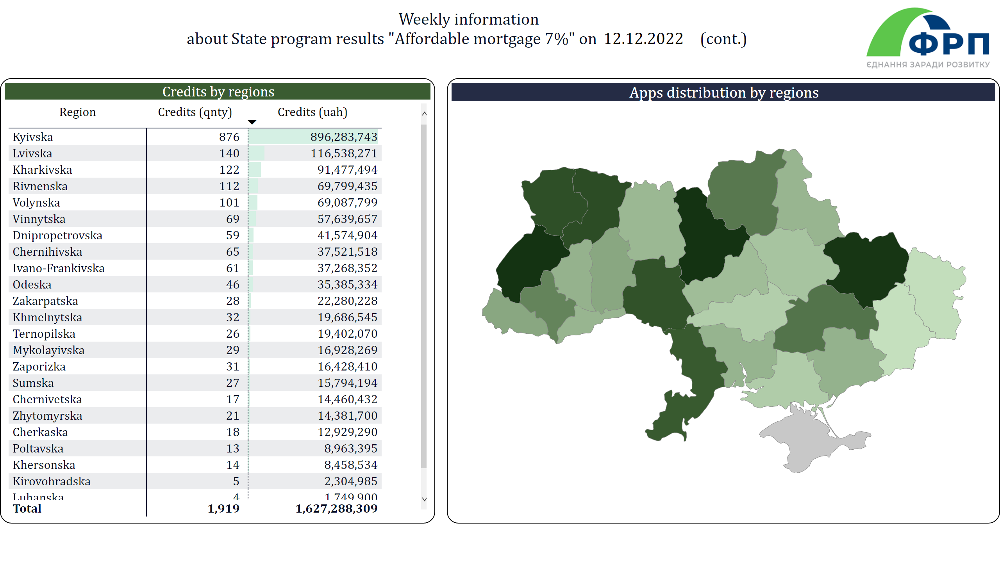 Weekly information
about State program results "Affordable mortgage 7%" on 12.12.2022 (cont.)
ФРП
ЄДНАННЯ ЗАРАДИ РОЗВИТКУ
Credits by regions
Region Credits (qnty) Credits (uah)
Kyivska 876 896,283,743
Lvivska 140 116,538,271
Kharkivska 122 91,477,494
Rivnenska 112 69,799,435
Volynska 101 69,087,799
Vinnytska 69 57,639,657
Dnipropetrovska 59 41,574,904
Chernihivska 65 37,521,518
Ivano-Frankivska 61 37,268,352
Odeska 46 35,385,334
Zakarpatska 28 22,280,228
Khmelnytska 32 19,686,545
Ternopilska 26 19,402,070
Mykolayivska 29 16,928,269
Zaporizka 31 16,428,410
Sumska 27 15,794,194
Chernivetska 17 14,460,432
Zhytomyrska 21 14,381,700
Cherkaska 18 12,929,290
Poltavska 13 8,963,395
Khersonska 14 8,458,534
Kirovohradska 5 2,304,985
Luhanska 4 1,749,900
Total 1,919 1,627,288,309
Apps distribution by regions